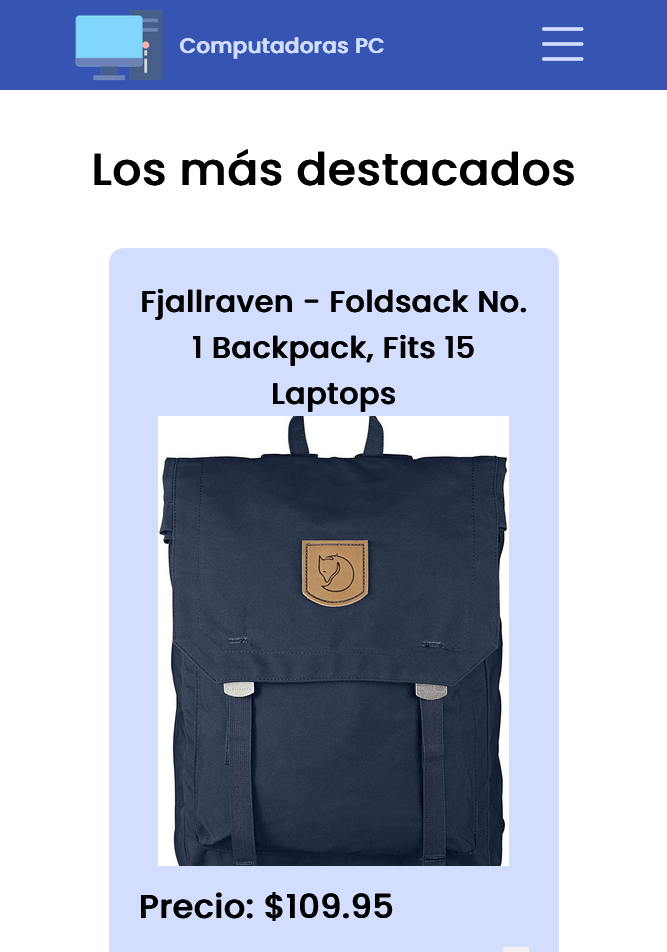 Computadoras PC
Los más destacados
Fjallraven - Foldsack No.
1 Backpack, Fits 15
Laptops
Precio: $109.95